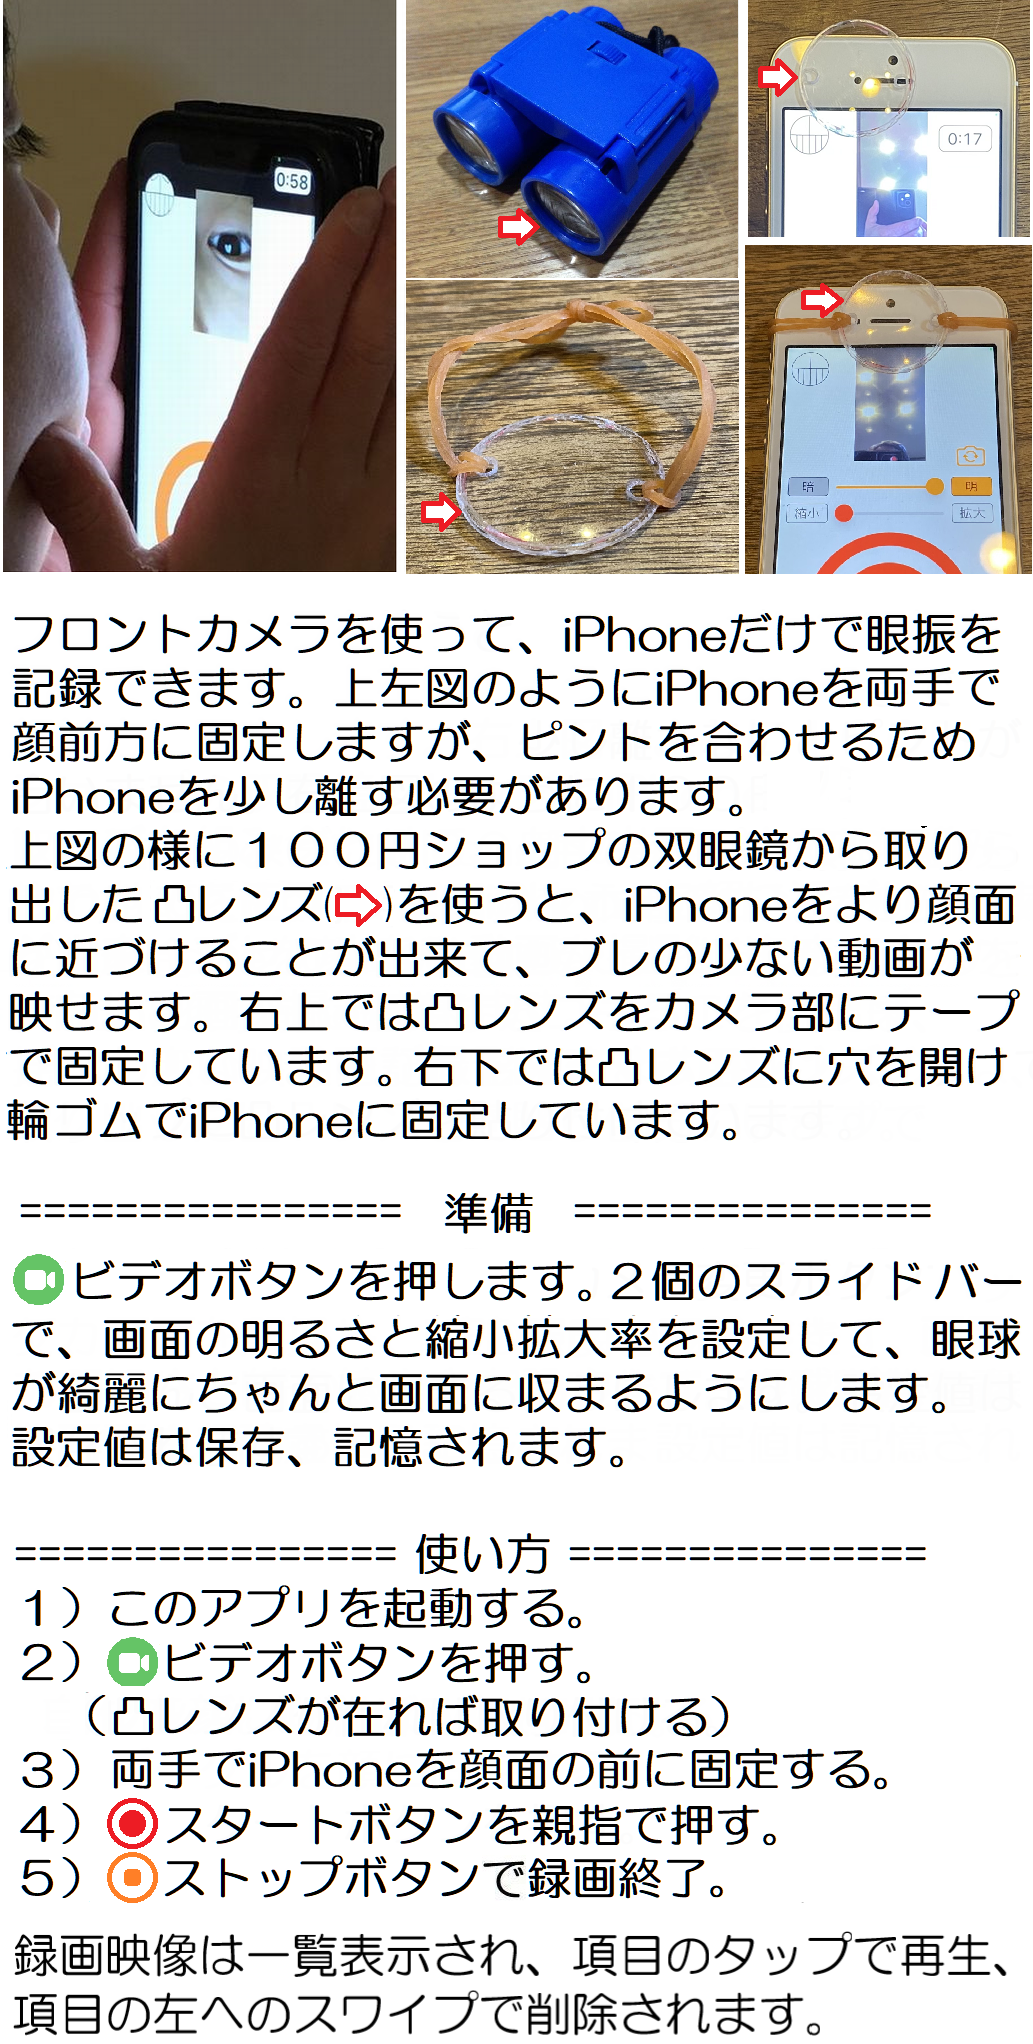 0:58
0:17
暗
明
縮小
拡大
フロントカメラを使って、iPhoneだけで眼振を
記録できます。上左図のようにiPhoneを両手で
顔前方に固定しますが、ピントを合わせるため
iPhoneを少し離す必要があります。
上図の様に１００円ショップの双眼鏡から取り
出した凸レンズ(⇨)を使うと、iPhoneをより顔面
に近づけることが出来て、ブレの少ない動画が
映せます。右上では凸レンズをカメラ部にテープ
で固定しています。右下では凸レンズに穴を開け
輪ゴムでiPhoneに固定しています。
================ 準備 ===============
ビデオボタンを押します。２個のスライドバー
で、画面の明るさと縮小拡大率を設定して、眼球
が綺麗にちゃんと画面に収まるようにします。
設定値は保存、記憶されます。
================ 使い方 ===============
１）このアプリを起動する。
２）ビデオボタンを押す。
（凸レンズが在れば取り付ける）
３）両手でiPhoneを顔面の前に固定する。
４）スタートボタンを親指で押す。
５）ストップボタンで録画終了。
録画映像は一覧表示され、項目のタップで再生、
項目の左へのスワイプで削除されます。